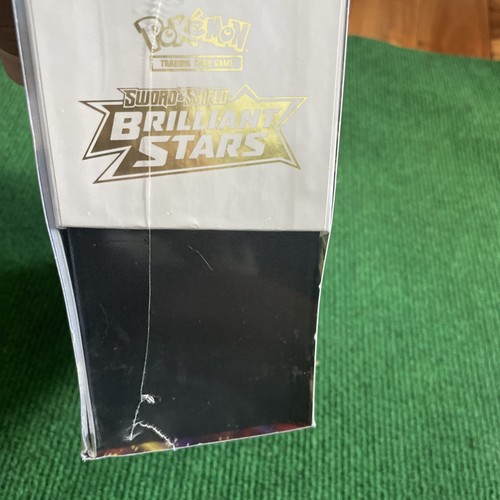 POKÉMON
TRADING CARD GAME
SWORD & SHIELD
BRILLIANT
STARS